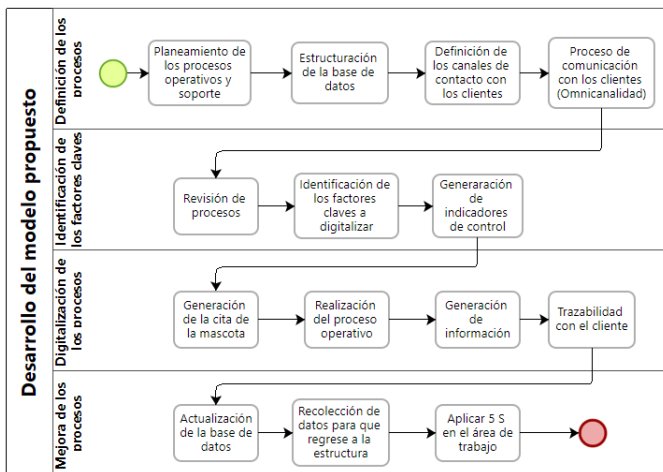 Desarrollo del modelo propuesto
Definición de los
procesos
Planeamiento de
los procesos
operativos y
soporte
Estructuración
de la base de
datos
Definición de
los canales de
contacto con
los clientes
Proceso de
comunicación
con los clientes
(Omnicanalidad)
Identificación de
los factores claves
Revisión de
procesos
Identificación de
los factores
claves a
digitalizar
Generaración
de
indicadores
de control
Digitalización de
los procesos
Generación
de la cita de
la mascota
Realización
del proceso
operativo
Generación
de
información
Trazabilidad
con el cliente
Mejora de los
procesos
Actualización
de la base de
datos
Recolección de
datos para que
regrese a la
estructura
Aplicar 5 S
en el área de
trabajo